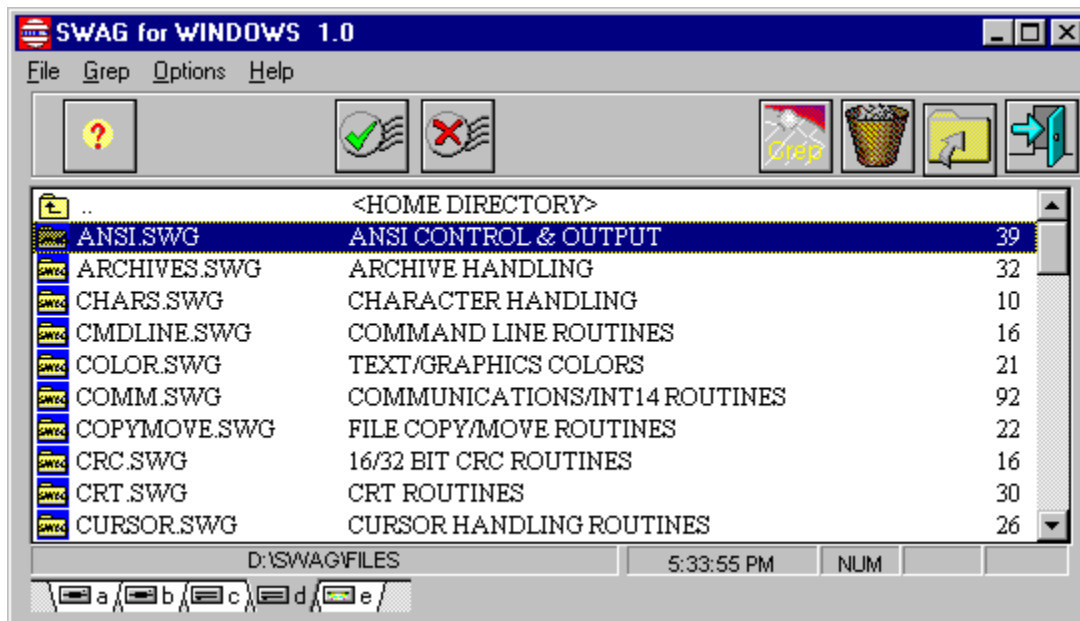 SWAG for WINDOWS 1.0
File Grep Options Help
? Grep
.. <HOME DIRECTORY>
ANSI.SWG ANSI CONTROL & OUTPUT 39
ARCHIVES.SWG ARCHIVE HANDLING 32
CHARS.SWG CHARACTER HANDLING 10
CMDLINE.SWG COMMAND LINE ROUTINES 16
COLOR.SWG TEXT/GRAPHICS COLORS 21
COMM.SWG COMMUNICATIONS/INT14 ROUTINES 92
COPYMOVE.SWG FILE COPY/MOVE ROUTINES 22
CRC.SWG 16/32 BIT CRC ROUTINES 16
CRT.SWG CRT ROUTINES 30
CURSOR.SWG CURSOR HANDLING ROUTINES 26
D:\SWAG\FILES 5:33:55 PM NUM
a b c d e